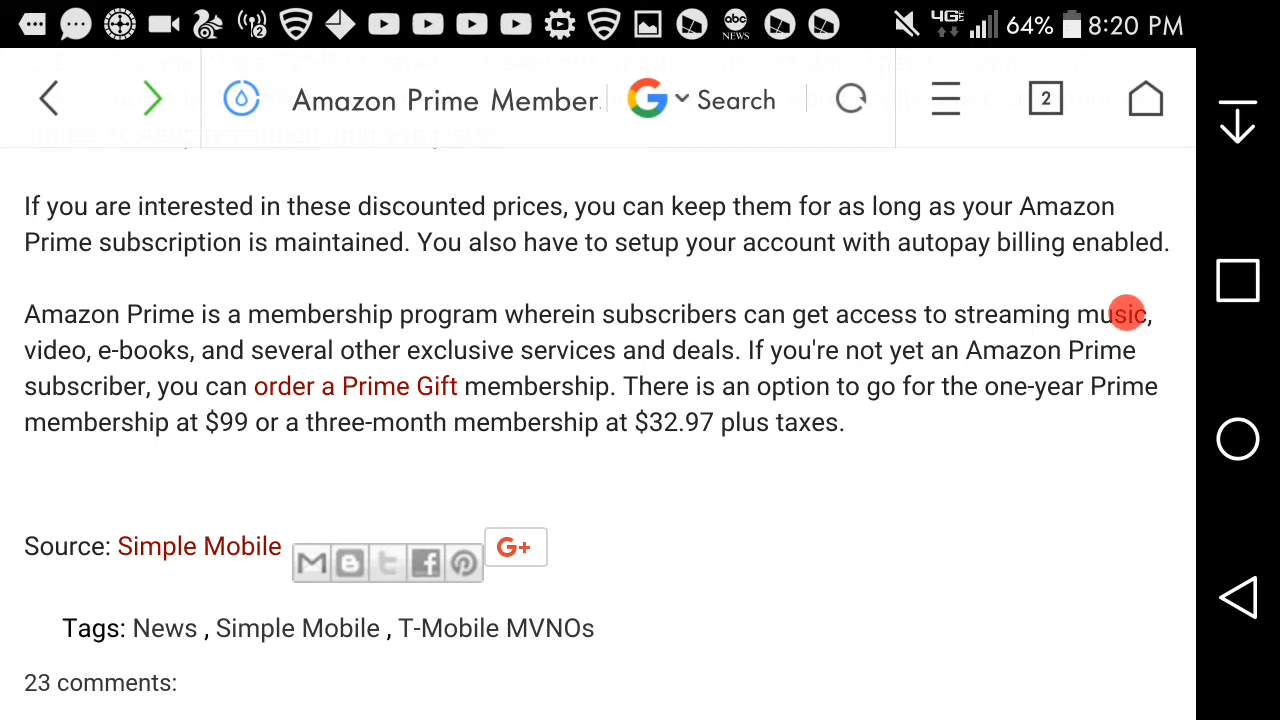 abc
NEWS
2
4G
64%
8:20 PM
Amazon Prime Member
G Search
2
If you are interested in these discounted prices, you can keep them for as long as your Amazon
Prime subscription is maintained. You also have to setup your account with autopay billing enabled.
Amazon Prime is a membership program wherein subscribers can get access to streaming music,
video, e-books, and several other exclusive services and deals. If you're not yet an Amazon Prime
subscriber, you can order a Prime Gift membership. There is an option to go for the one-year Prime
membership at $99 or a three-month membership at $32.97 plus taxes.
Source: Simple Mobile G+
Tags: News , Simple Mobile , T-Mobile MVNOs
23 comments: